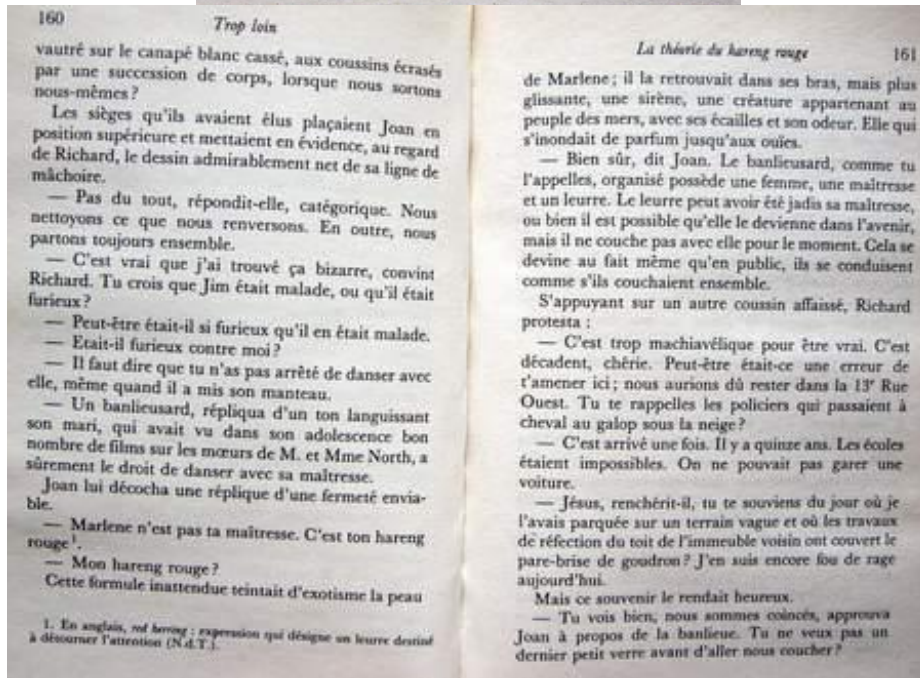 160
Trop loin
vautré sur le canapé blanc cassé, aux coussins écrasés
par une succession de corps, lorsque nous sortons
nous-mêmes ?
Les sièges qu'ils avaient élus plaçaient Joan en
position supérieure et mettaient en évidence, au regard
de Richard, le dessin admirablement net de sa ligne de
mâchoire.
— Pas du tout, répondit-elle, catégorique. Nous
nettoyons ce que nous renversons. En outre, nous
partons toujours ensemble.
— C'est vrai que j'ai trouvé ça bizarre, convint
Richard. Tu crois que Jim était malade, ou qu'il était
furieux ?
— Peut-être était-il si furieux qu'il en était malade.
— Etait-il furieux contre moi ?
— Il faut dire que tu n'as pas arrêté de danser avec
elle, même quand il a mis son manteau.
— Un banlieusard, répliqua d'un ton languissant
son mari, qui avait vu dans son adolescence bon
nombre de films sur les mœurs de M. et Mme North, a
sûrement le droit de danser avec sa maîtresse.
Joan lui décocha une réplique d'une fermeté envia-
ble.
— Marlene n'est pas ta maîtresse. C'est ton hareng
rouge¹.
— Mon hareng rouge ?
Cette formule inattendue teintait d'exotisme la peau
1. En anglais, red herring : expression qui désigne un leurre destiné
à détourner l'attention (N.d.T.).
La théorie du hareng rouge
161
de Marlene ; il la retrouvait dans ses bras, mais plus
glissante, une sirène, une créature appartenant au
peuple des mers, avec ses écailles et son odeur. Elle qui
s'inondait de parfum jusqu'aux ouïes.
— Bien sûr, dit Joan. Le banlieusard, comme tu
l'appelles, organisé possède une femme, une maîtresse
et un leurre. Le leurre peut avoir été jadis sa maîtresse,
ou bien il est possible qu'elle le devienne dans l'avenir,
mais il ne couche pas avec elle pour le moment. Cela se
devine au fait même qu'en public, ils se conduisent
comme s'ils couchaient ensemble.
S'appuyant sur un autre coussin affaissé, Richard
protesta :
— C'est trop machiavélique pour être vrai. C'est
décadent, chérie. Peut-être était-ce une erreur de
t'amener ici ; nous aurions dû rester dans la 13ᵉ Rue
Ouest. Tu te rappelles les policiers qui passaient à
cheval au galop sous la neige ?
— C'est arrivé une fois. Il y a quinze ans. Les écoles
étaient impossibles. On ne pouvait pas garer une
voiture.
— Jésus, renchérit-il, tu te souviens du jour où je
l'avais parquée sur un terrain vague et où les travaux
de réfection du toit de l'immeuble voisin ont couvert le
pare-brise de goudron ? J'en suis encore fou de rage
aujourd'hui.
Mais ce souvenir le rendait heureux.
— Tu vois bien, nous sommes coincés, approuva
Joan à propos de la banlieue. Tu ne veux pas un
dernier petit verre avant d'aller nous coucher ?